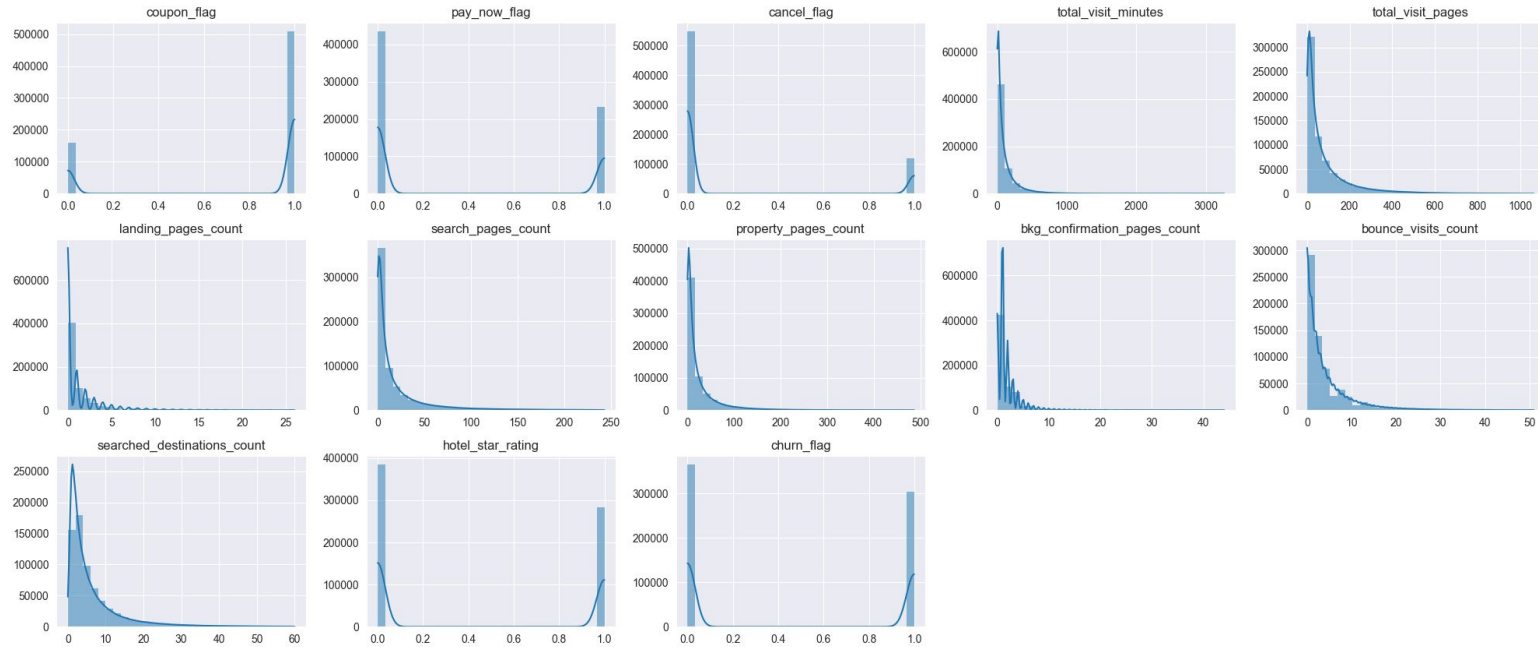 coupon_flag
500000
400000
300000
200000
100000
0
0.0 0.2 0.4 0.6 0.8 1.0
pay_now_flag
400000
300000
200000
100000
0
0.0 0.2 0.4 0.6 0.8 1.0
cancel_flag
500000
400000
300000
200000
100000
0
0.0 0.2 0.4 0.6 0.8 1.0
total_visit_minutes
600000
400000
200000
0
0 1000 2000 3000
total_visit_pages
300000
250000
200000
150000
100000
50000
0
0 200 400 600 800 1000
landing_pages_count
600000
400000
200000
0
0 5 10 15 20 25
search_pages_count
300000
200000
100000
0
0 50 100 150 200 250
property_pages_count
500000
400000
300000
200000
100000
0
0 100 200 300 400 500
bkg_confirmation_pages_count
600000
400000
200000
0
0 10 20 30 40
bounce_visits_count
300000
250000
200000
150000
100000
50000
0
0 10 20 30 40 50
searched_destinations_count
250000
200000
150000
100000
50000
0
0 10 20 30 40 50 60
hotel_star_rating
400000
300000
200000
100000
0
0.0 0.2 0.4 0.6 0.8 1.0
churn_flag
300000
200000
100000
0
0.0 0.2 0.4 0.6 0.8 1.0